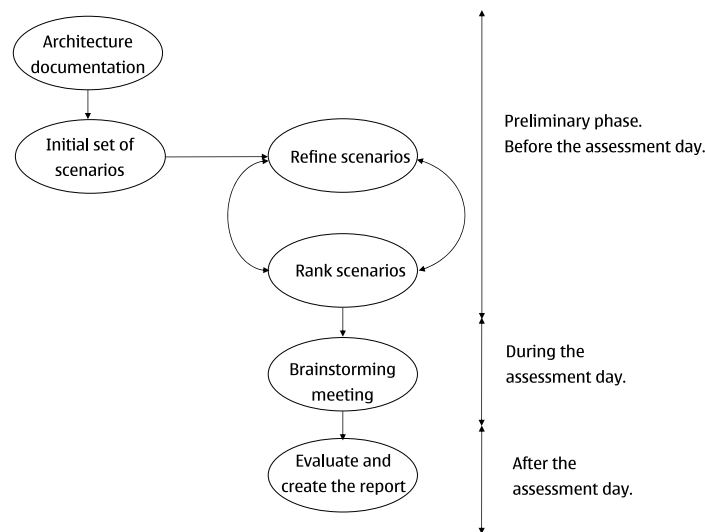 Architecture
documentation
Initial set of
scenarios
Refine scenarios
Preliminary phase.
Before the assessment day.
Rank scenarios
Brainstorming
meeting
During the
assessment day.
Evaluate and
create the report
After the
assessment day.